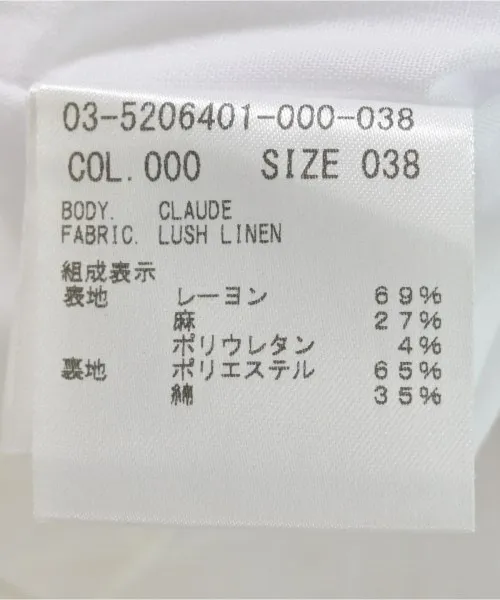 03-5206401-000-038
COL.000 SIZE 038
BODY. CLAUDE
FABRIC. LUSH LINEN
組成表示
表地 レーヨン 69%
麻 27%
ポリウレタン 4%
裏地 ポリエステル 65%
綿 35%